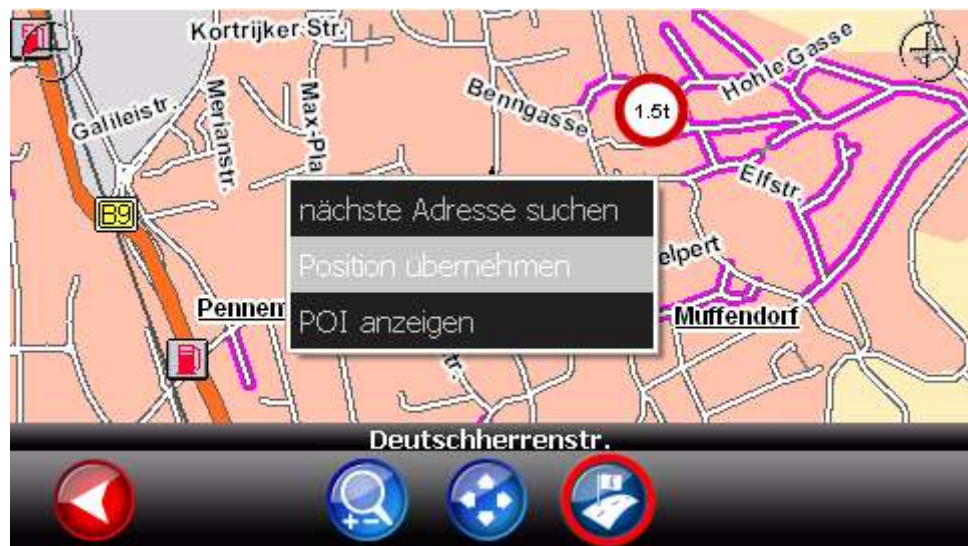 Kortrijker Str.
Hohle Gasse
Benngasse
Merianstr.
Max-Pla
Galileistr.
1.5t
Elfstr.
nächste Adresse suchen
B9
elpert
Position übernehmen
Pennem
POI anzeigen
Muffendorf
tr.
Deutschherrenstr.